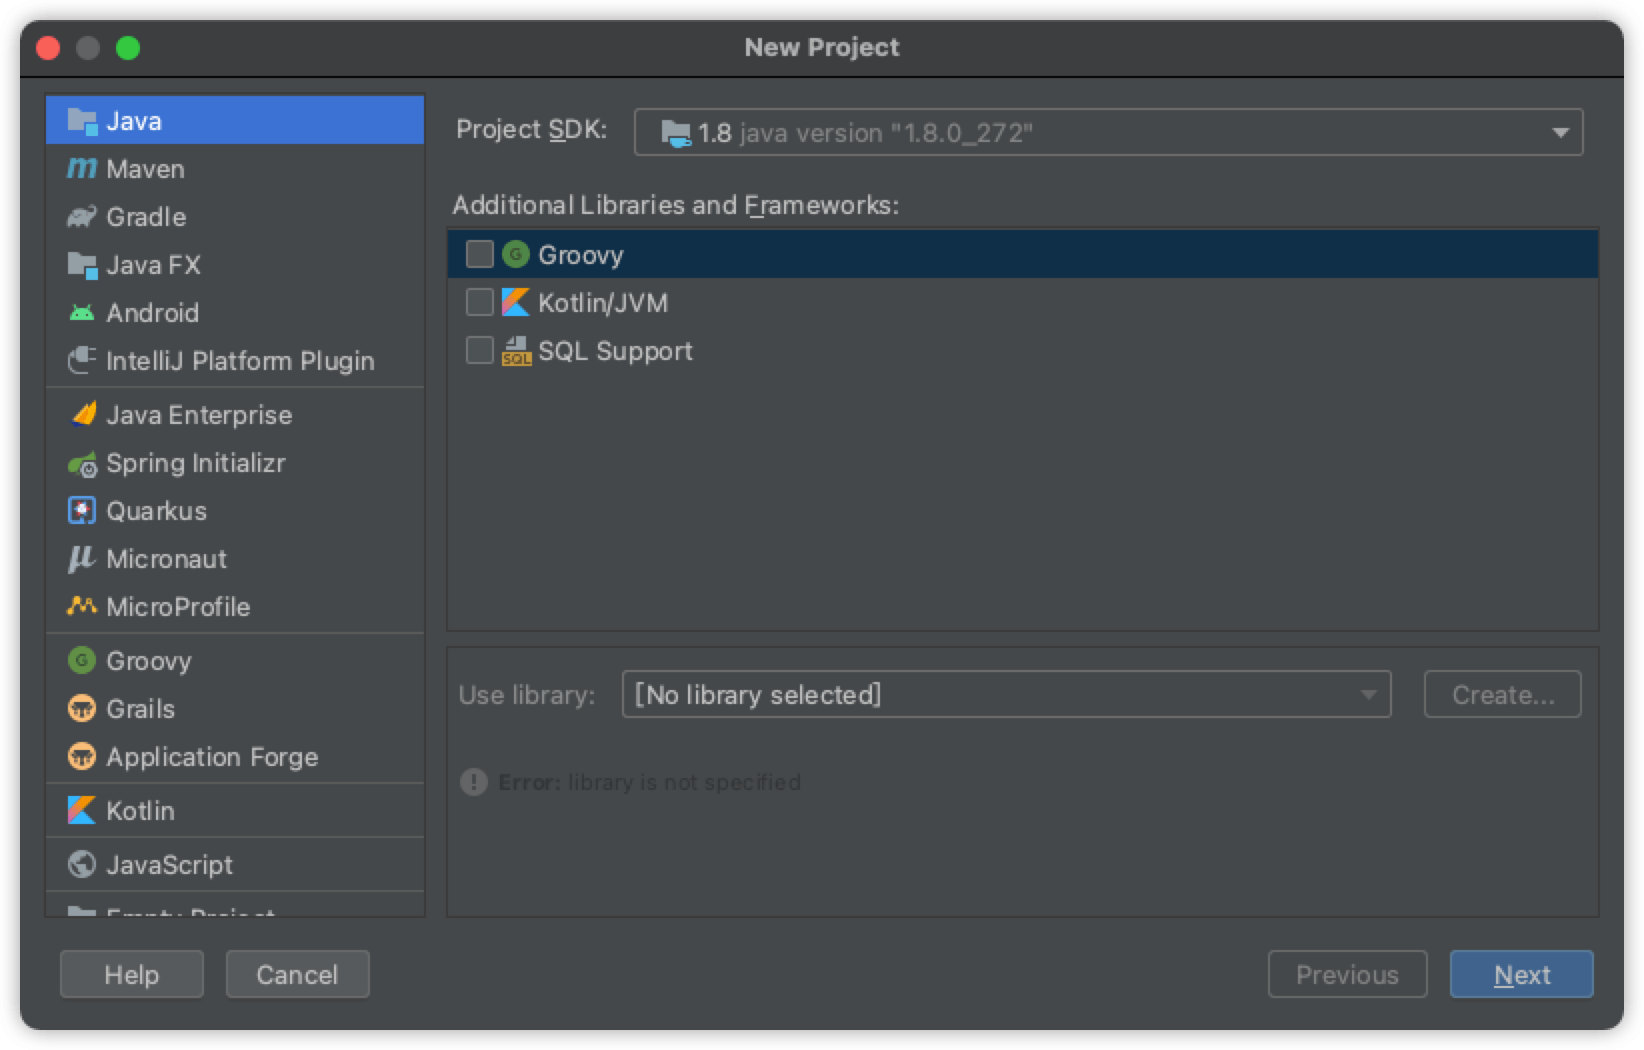 New Project
Java
Maven
Gradle
Java FX
Android
IntelliJ Platform Plugin
Java Enterprise
Spring Initializr
Quarkus
Micronaut
MicroProfile
Groovy
Grails
Application Forge
Kotlin
JavaScript
Empty Project
Project SDK: 1.8 java version "1.8.0_272"
Additional Libraries and Frameworks:
Groovy
Kotlin/JVM
SQL Support
Use library: [No library selected] Create...
Error: library is not specified
Help Cancel Previous Next